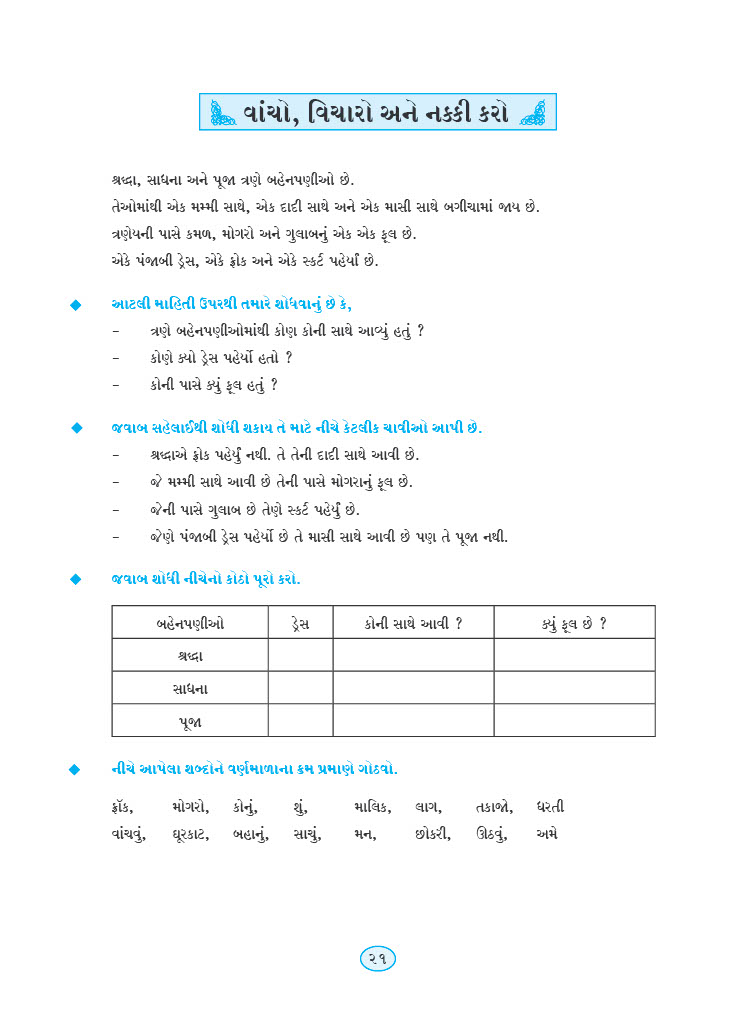 વાંચો, વિચારો અને નક્કી કરો
શ્રદ્ધા, સાધના અને પૂજા ત્રણે બહેનપણીઓ છે.
તેઓમાંથી એક મમ્મી સાથે, એક દાદી સાથે અને એક માસી સાથે બગીચામાં જાય છે.
ત્રણેયની પાસે કમળ, મોગરો અને ગુલાબનું એક એક ફૂલ છે.
એકે પંજાબી ડ્રેસ, એકે ફ્રોક અને એકે સ્કર્ટ પહેર્યાં છે.
◆ આટલી માહિતી ઉપરથી તમારે શોધવાનું છે કે,
– ત્રણે બહેનપણીઓમાંથી કોણ કોની સાથે આવ્યું હતું ?
– કોણે ક્યો ડ્રેસ પહેર્યો હતો ?
– કોની પાસે ક્યું ફૂલ હતું ?
◆ જવાબ સહેલાઈથી શોધી શકાય તે માટે નીચે કેટલીક ચાવીઓ આપી છે.
– શ્રદ્ધાએ ફ્રોક પહેર્યું નથી. તે તેની દાદી સાથે આવી છે.
– જે મમ્મી સાથે આવી છે તેની પાસે મોગરાનું ફૂલ છે.
– જેની પાસે ગુલાબ છે તેણે સ્કર્ટ પહેર્યું છે.
– જેણે પંજાબી ડ્રેસ પહેર્યો છે તે માસી સાથે આવી છે પણ તે પૂજા નથી.
◆ જવાબ શોધી નીચેનો કોઠો પૂરો કરો.
બહેનપણીઓ ડ્રેસ કોની સાથે આવી ? ક્યું ફૂલ છે ?
શ્રદ્ધા
સાધના
પૂજા
◆ નીચે આપેલા શબ્દોને વર્ણમાળાના ક્રમ પ્રમાણે ગોઠવો.
ફ્રૉક, મોગરો, કોનું, શું, માલિક, લાગ, તકાજો, ધરતી
વાંચવું, ઘૂરકાટ, બહાનું, સાચું, મન, છોકરી, ઊઠવું, અમે
૨૧